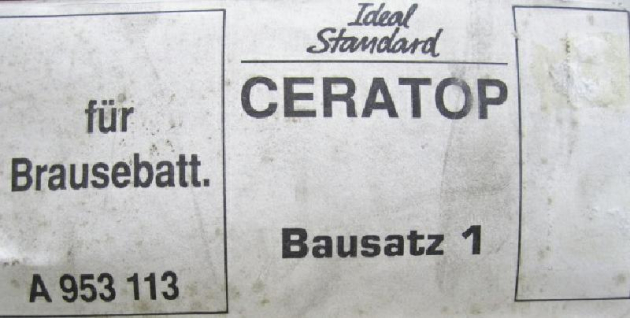 für
Brausebatt.
A 953 113
Ideal
Standard
CERATOP
Bausatz 1